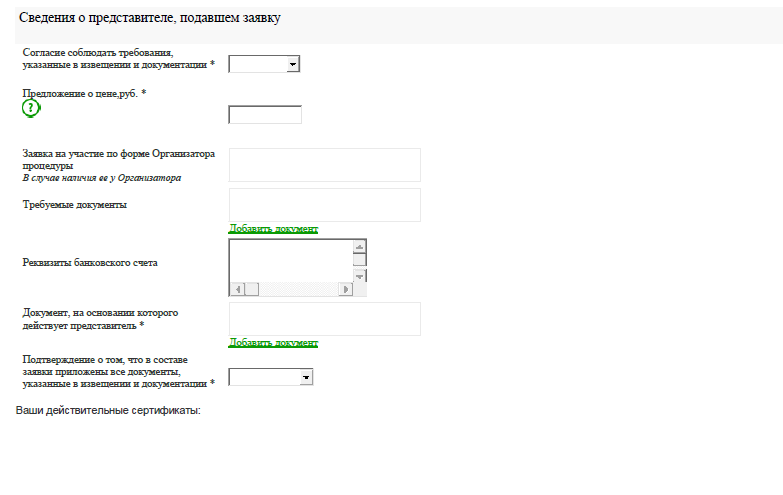 Сведения о представителе, подавшем заявку
Согласие соблюдать требования,
указанные в извещении и документации *
Предложение о цене,руб. *
?
Заявка на участие по форме Организатора
процедуры
В случае наличия ее у Организатора
Требуемые документы
Добавить документ
Реквизиты банковского счета
Документ, на основании которого
действует представитель *
Добавить документ
Подтверждение о том, что в составе
заявки приложены все документы,
указанные в извещении и документации *
Ваши действительные сертификаты: